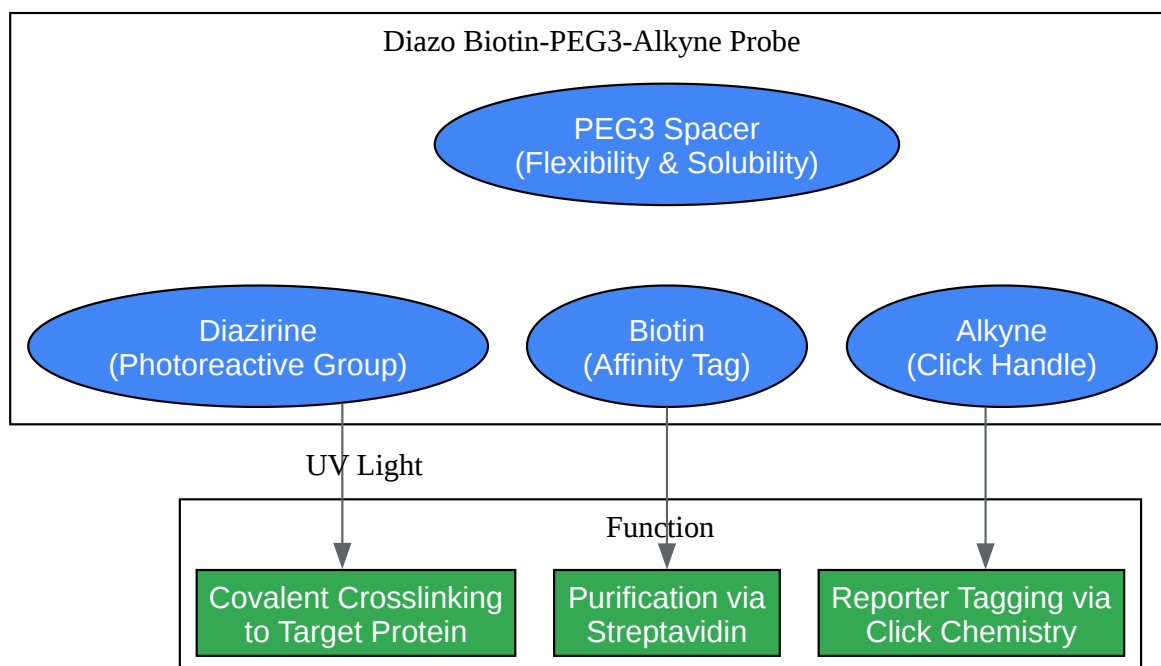 Diazo Biotin-PEG3-Alkyne Probe
PEG3 Spacer
(Flexibility & Solubility)
Diazirine
(Photoreactive Group)
Biotin
(Affinity Tag)
Alkyne
(Click Handle)
UV Light
Function
Covalent Crosslinking
to Target Protein
Purification via
Streptavidin
Reporter Tagging via
Click Chemistry